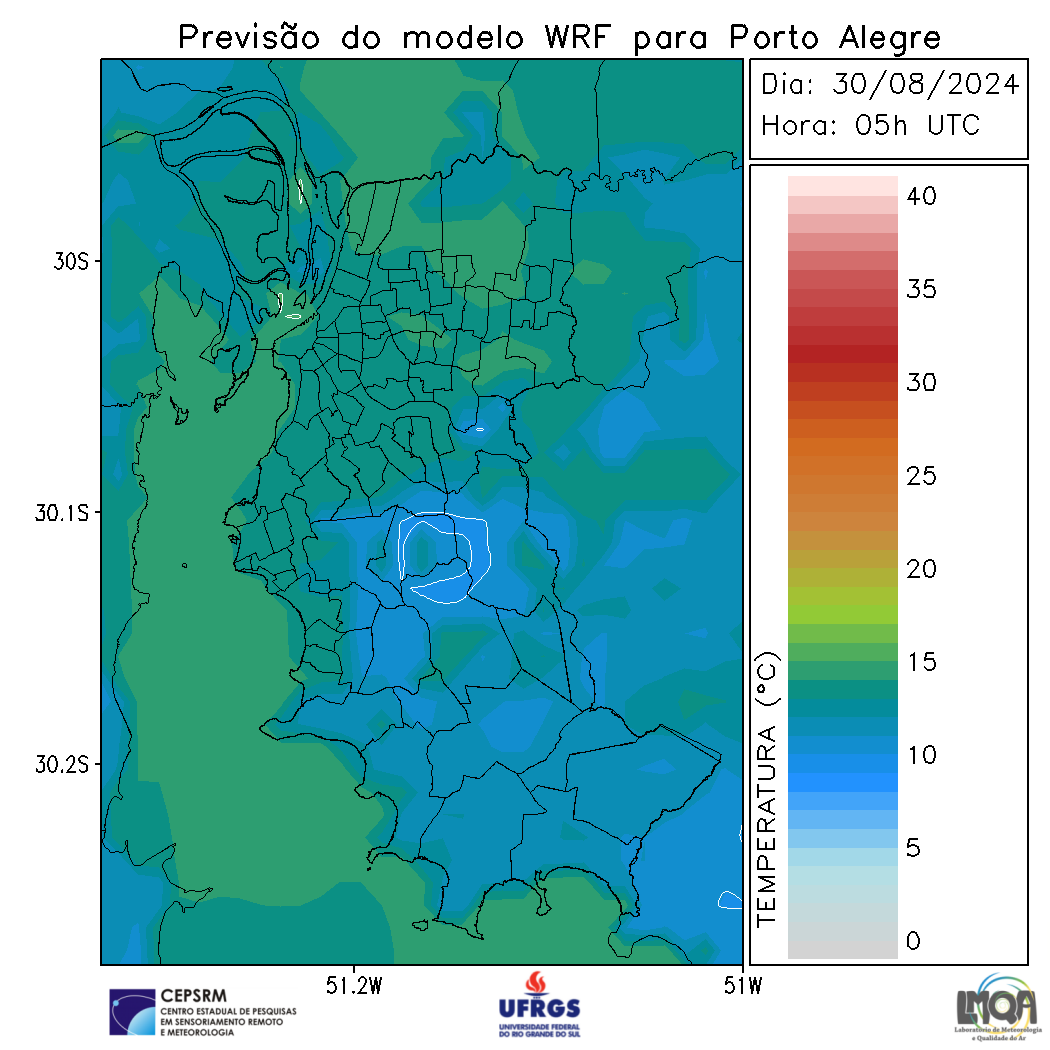 Previsão do modelo WRF para Porto Alegre
Dia: 30/08/2024
Hora: 05h UTC
30S
30.1S
30.2S
51.2W
51W
TEMPERATURA (°C)
40
35
30
25
20
15
10
5
0
CEPSRM
CENTRO ESTADUAL DE PESQUISAS
EM SENSORIAMENTO REMOTO
E METEOROLOGIA
UFRGS
UNIVERSIDADE FEDERAL
DO RIO GRANDE DO SUL
LMQA
Laboratório de Meteorologia
e Qualidade do Ar